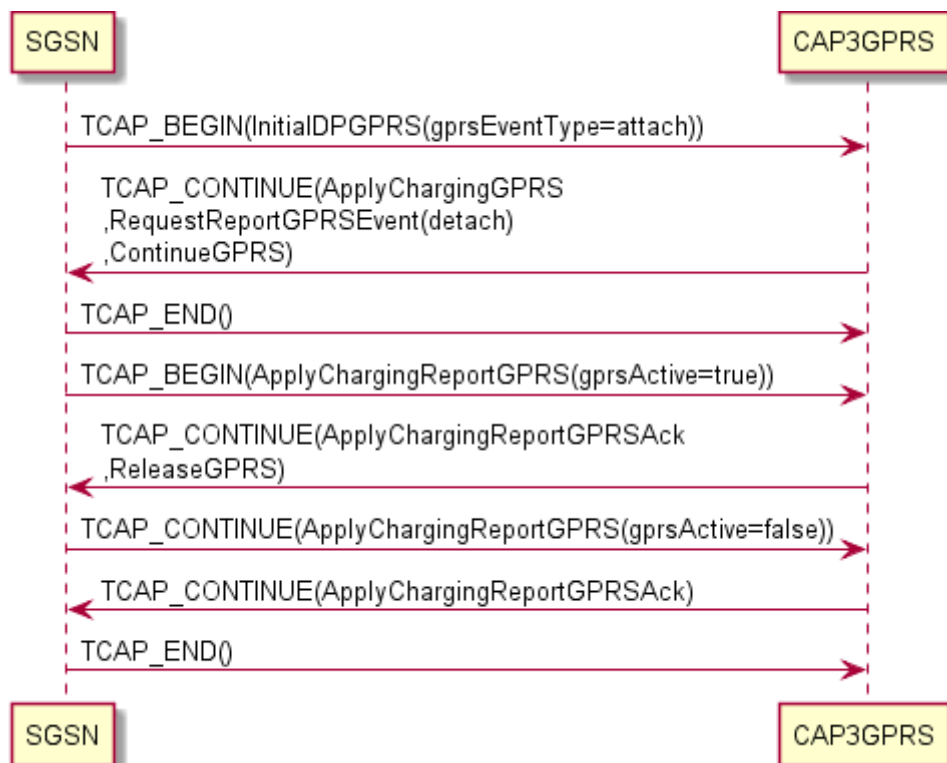 SGSN
CAP3GPRS
TCAP_BEGIN(InitialDPGPRS(gprsEventType=attach))
TCAP_CONTINUE(ApplyChargingGPRS
,RequestReportGPRSEvent(detach)
,ContinueGPRS)
TCAP_END()
TCAP_BEGIN(ApplyChargingReportGPRS(gprsActive=true))
TCAP_CONTINUE(ApplyChargingReportGPRSAck
,ReleaseGPRS)
TCAP_CONTINUE(ApplyChargingReportGPRS(gprsActive=false))
TCAP_CONTINUE(ApplyChargingReportGPRSAck)
TCAP_END()
SGSN
CAP3GPRS